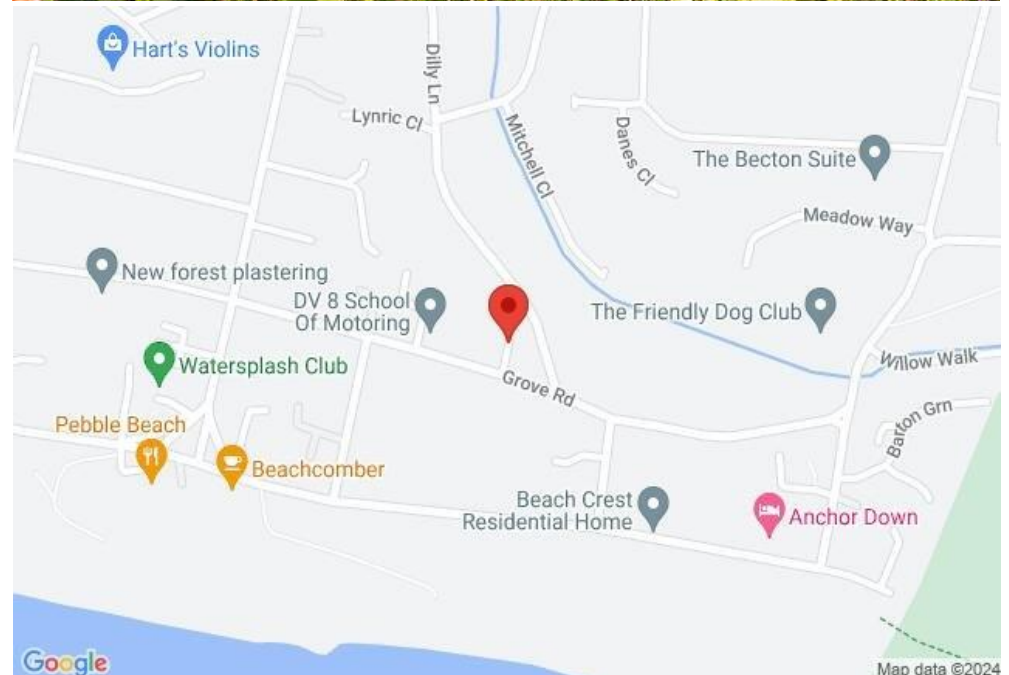 Hart's Violins
Dilly Ln
Lynric Cl
Mitchell Cl
Danes Cl
The Becton Suite
Meadow Way
New forest plastering
DV 8 School
Of Motoring
The Friendly Dog Club
Watersplash Club
Grove Rd
Willow Walk
Pebble Beach
Barton Grn
Beachcomber
Beach Crest
Residential Home
Anchor Down
Google
Map data ©2024